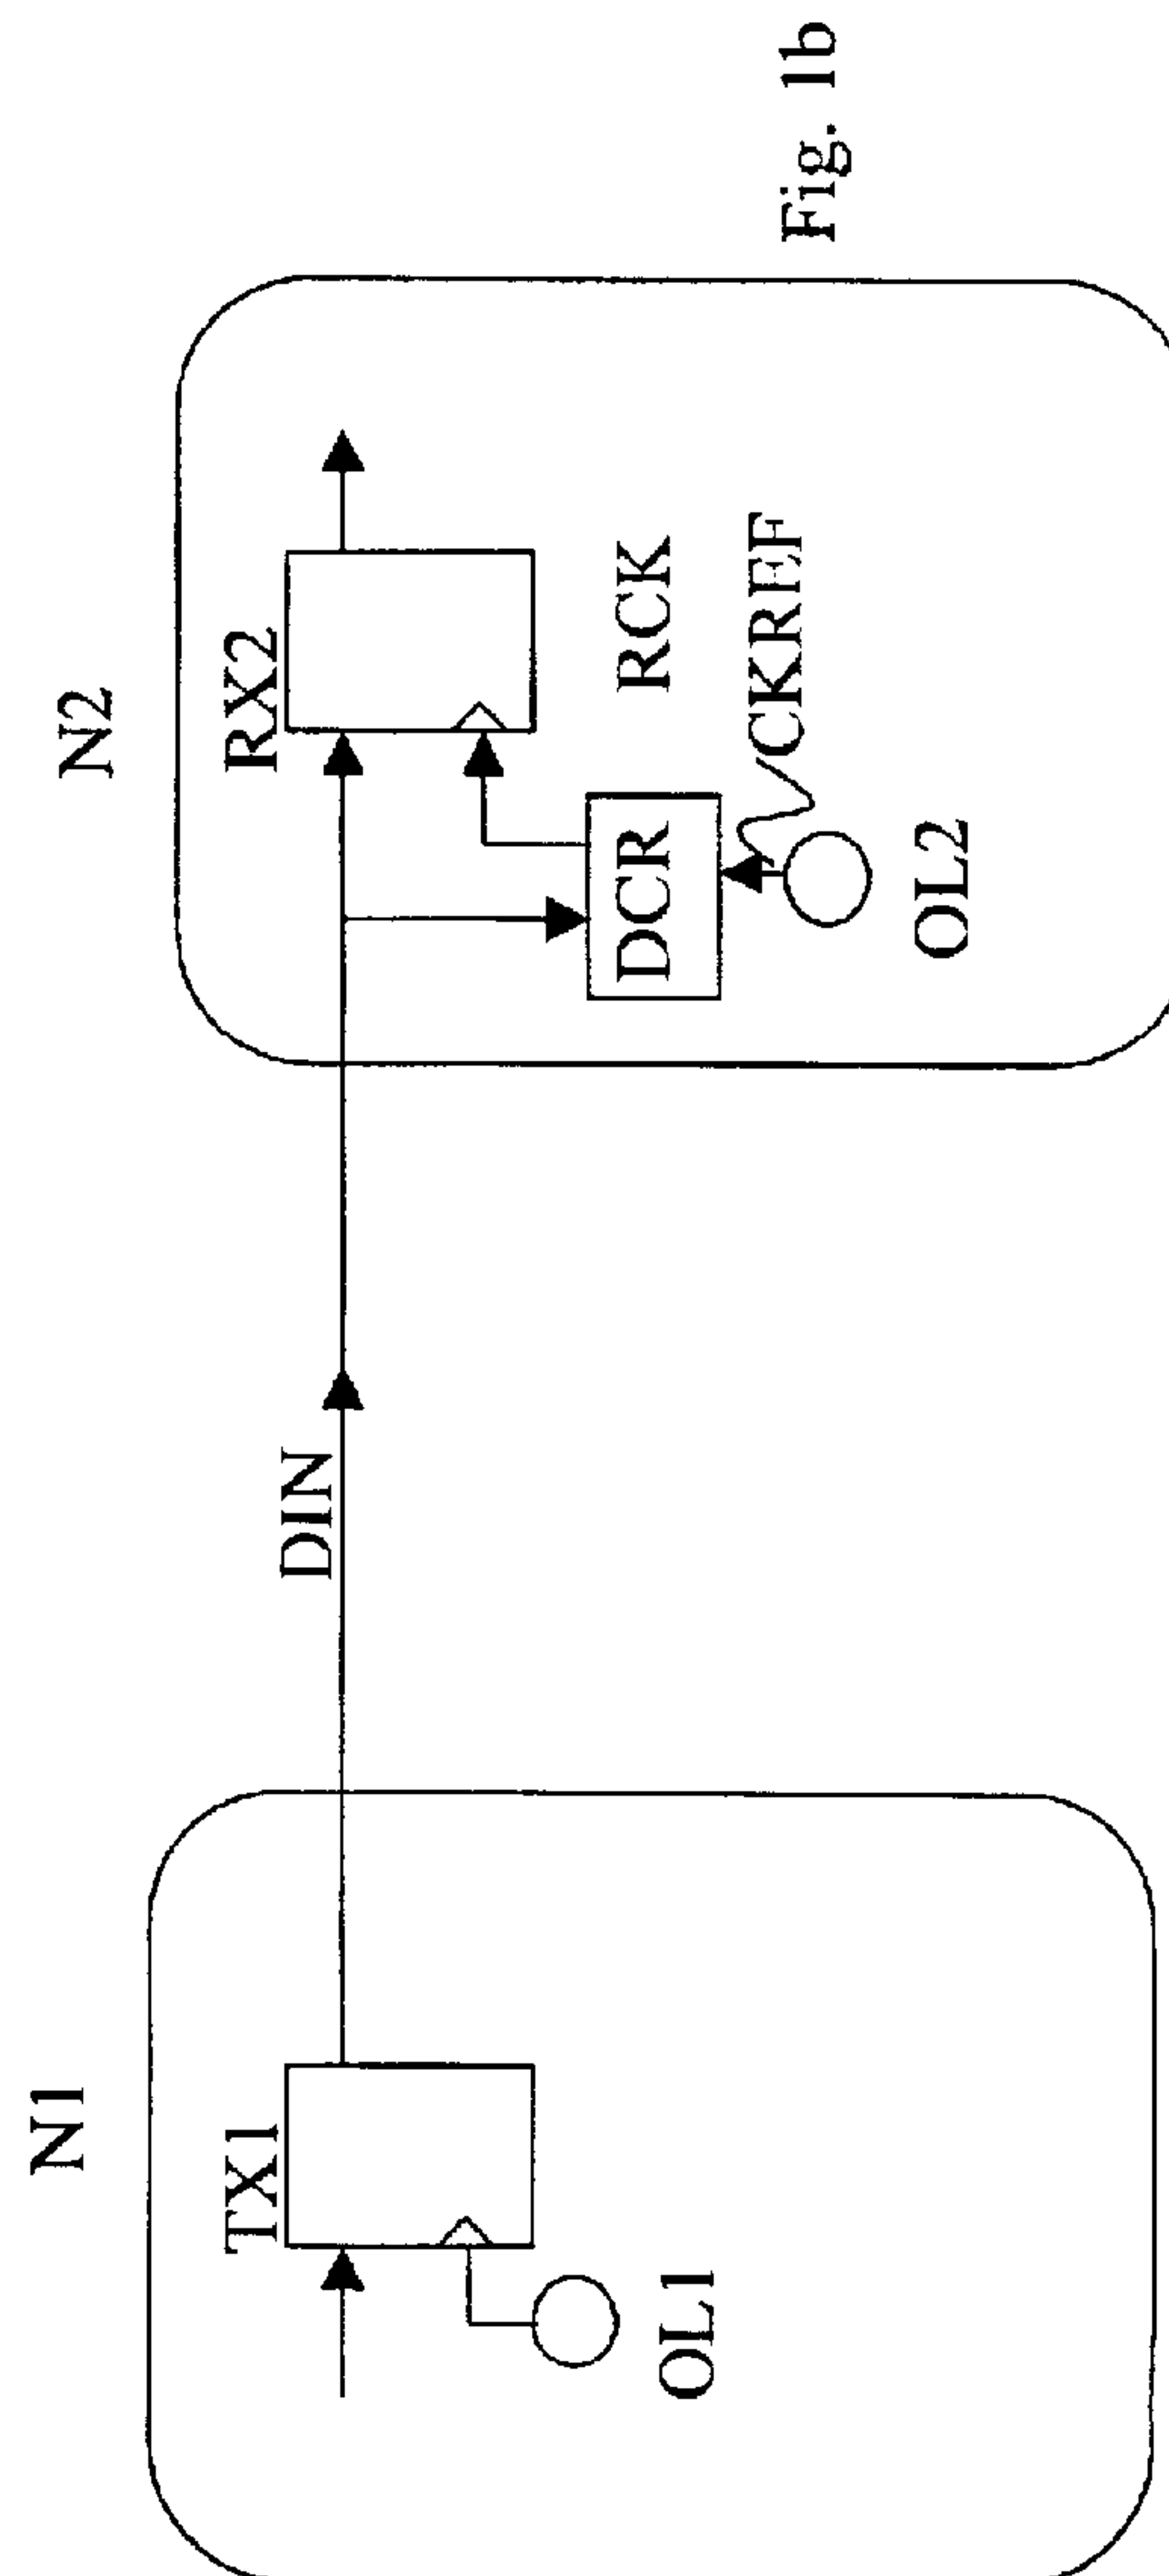 N1
N2
TX1
DIN
RX2
DCR
RCK
CKREF
OL1
OL2
Fig. 1b